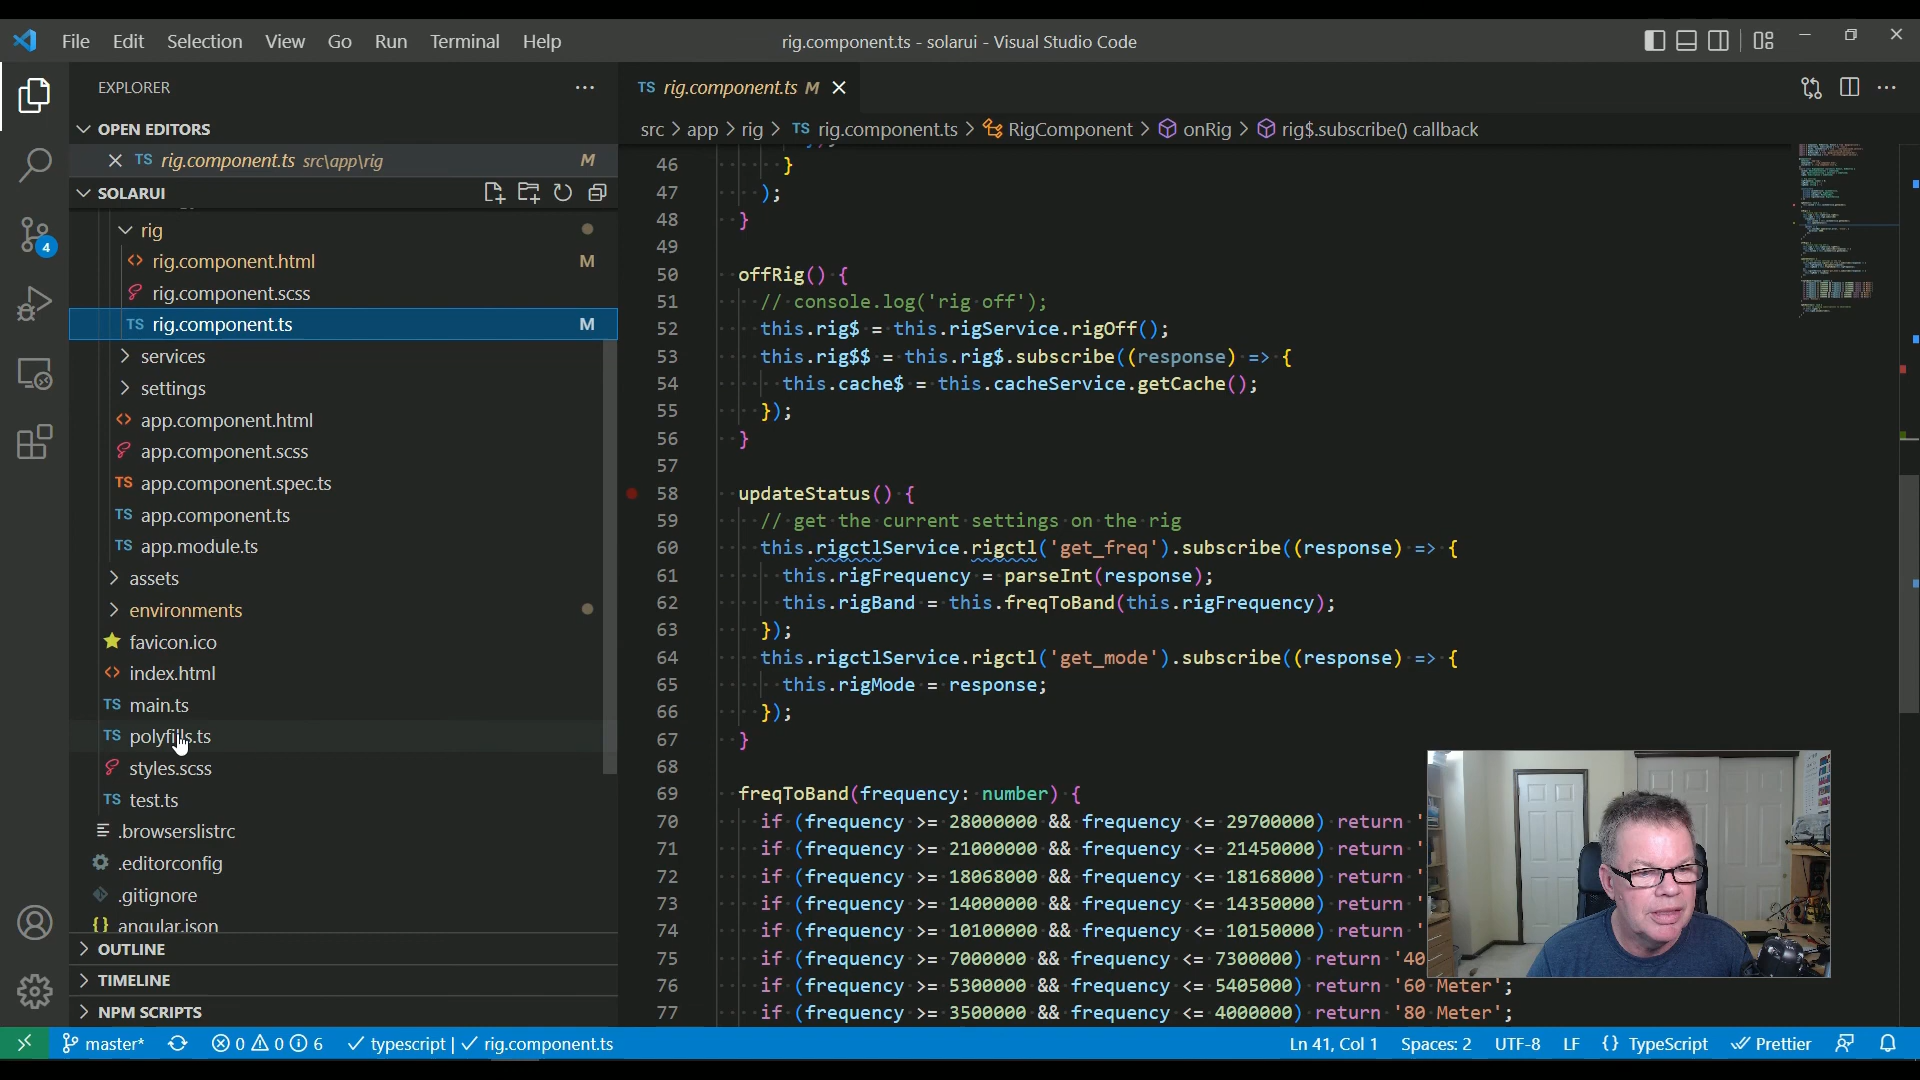 File Edit Selection View Go Run Terminal Help
rig.component.ts - solarui - Visual Studio Code
EXPLORER
OPEN EDITORS
TS rig.component.ts src\app\rig M
SOLARUI
rig
rig.component.html M
rig.component.scss
TS rig.component.ts M
services
settings
app.component.html
app.component.scss
TS app.component.spec.ts
TS app.component.ts
TS app.module.ts
assets
environments
favicon.ico
index.html
TS main.ts
TS polyfills.ts
styles.scss
TS test.ts
.browserslistrc
.editorconfig
.gitignore
{} angular.json
OUTLINE
TIMELINE
NPM SCRIPTS
4
TS rig.component.ts M
src > app > rig > TS rig.component.ts > RigComponent > onRig > rig$.subscribe() callback
46 }
47 );
48 }
49
50 offRig() {
51 // console.log('rig off');
52 this.rig$ = this.rigService.rigOff();
53 this.rig$$ = this.rig$.subscribe((response) => {
54 this.cache$ = this.cacheService.getCache();
55 });
56 }
57
58 updateStatus() {
59 // get the current settings on the rig
60 this.rigctlService.rigctl('get_freq').subscribe((response) => {
61 this.rigFrequency = parseInt(response);
62 this.rigBand = this.freqToBand(this.rigFrequency);
63 });
64 this.rigctlService.rigctl('get_mode').subscribe((response) => {
65 this.rigMode = response;
66 });
67 }
68
69 freqToBand(frequency: number) {
70 if (frequency >= 28000000 && frequency <= 29700000) return '
71 if (frequency >= 21000000 && frequency <= 21450000) return '
72 if (frequency >= 18068000 && frequency <= 18168000) return '
73 if (frequency >= 14000000 && frequency <= 14350000) return '
74 if (frequency >= 10100000 && frequency <= 10150000) return '
75 if (frequency >= 7000000 && frequency <= 7300000) return '40
76 if (frequency >= 5300000 && frequency <= 5405000) return '60 Meter';
77 if (frequency >= 3500000 && frequency <= 4000000) return '80 Meter';
master* 0 0 6 typescript | rig.component.ts
Ln 41, Col 1 Spaces: 2 UTF-8 LF {} TypeScript Prettier